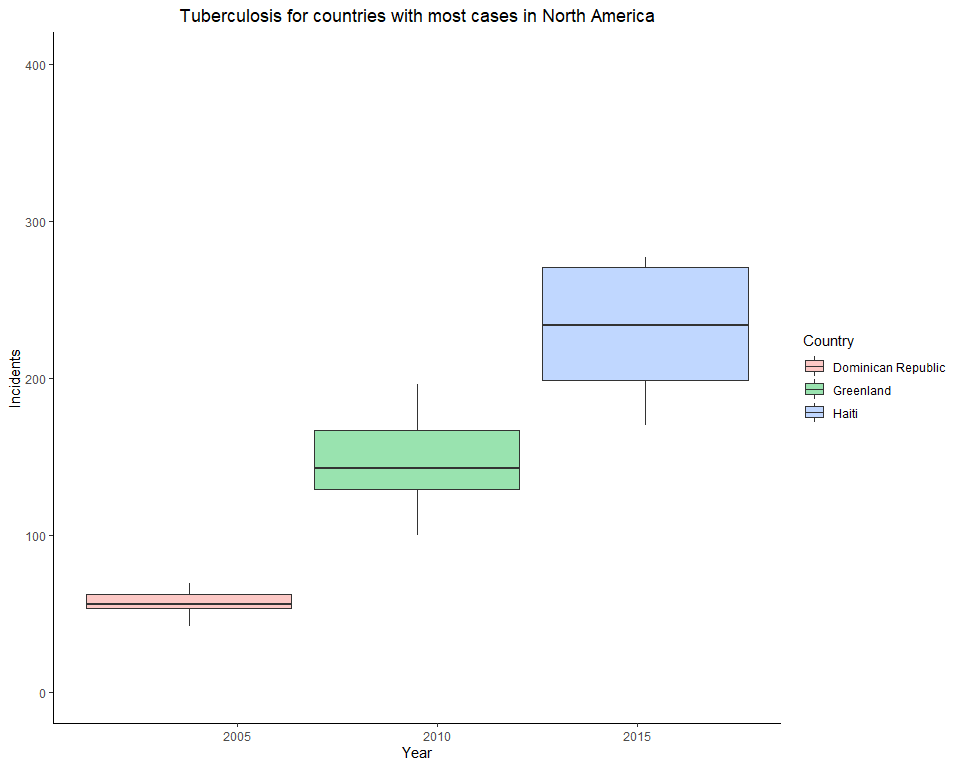 Tuberculosis for countries with most cases in North America
400
300
200
100
0
Incidents
2005
2010
2015
Year
Country
Dominican Republic
Greenland
Haiti